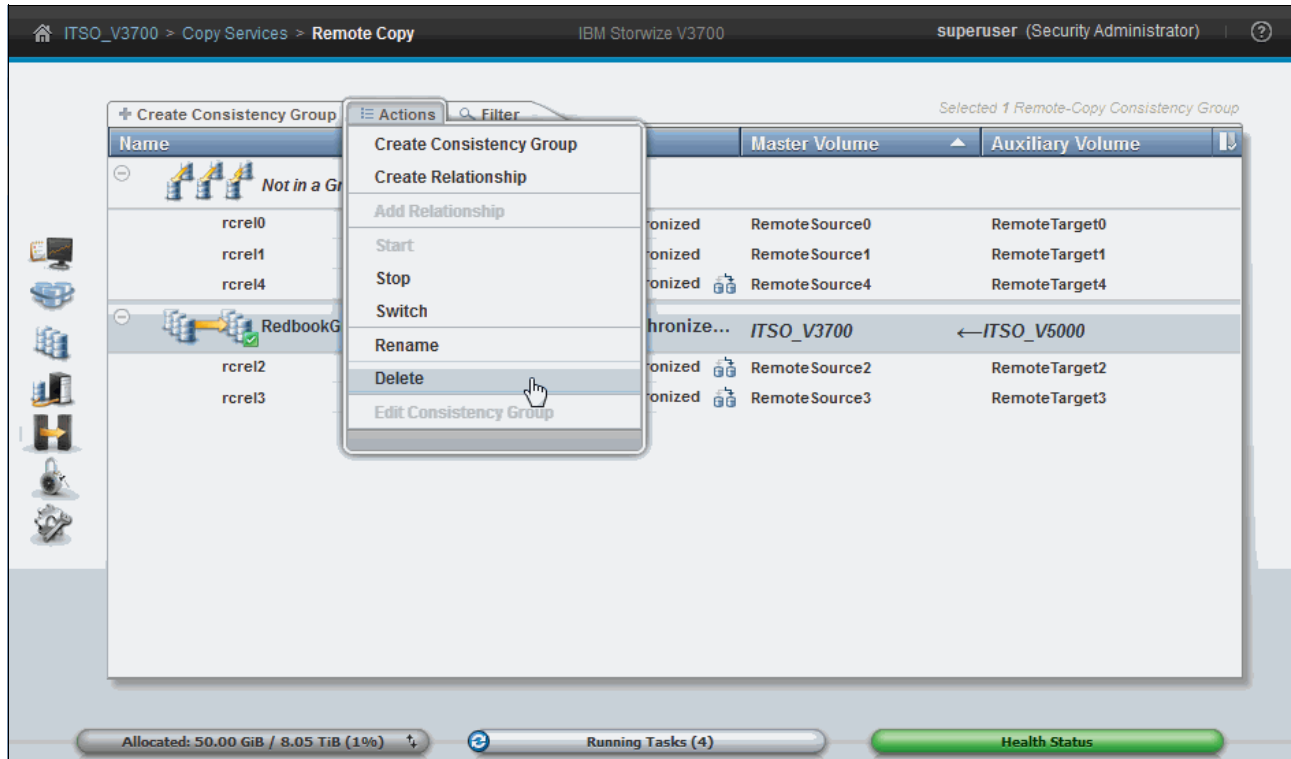 ITSO_V3700 > Copy Services > Remote Copy IBM Storwize V3700 superuser (Security Administrator) ?
Create Consistency Group Actions Filter Selected 1 Remote-Copy Consistency Group
Name Master Volume Auxiliary Volume
Create Consistency Group
Not in a Gr
Create Relationship
Add Relationship
rcrel0 ronized RemoteSource0 RemoteTarget0
Start
rcrel1 ronized RemoteSource1 RemoteTarget1
Stop
rcrel4 ronized RemoteSource4 RemoteTarget4
Switch
RedbookG hronize... ITSO_V3700 ←ITSO_V5000
Rename
rcrel2 ronized RemoteSource2 RemoteTarget2
Delete
rcrel3 ronized RemoteSource3 RemoteTarget3
Edit Consistency Group
Allocated: 50.00 GiB / 8.05 TiB (1%) Running Tasks (4) Health Status